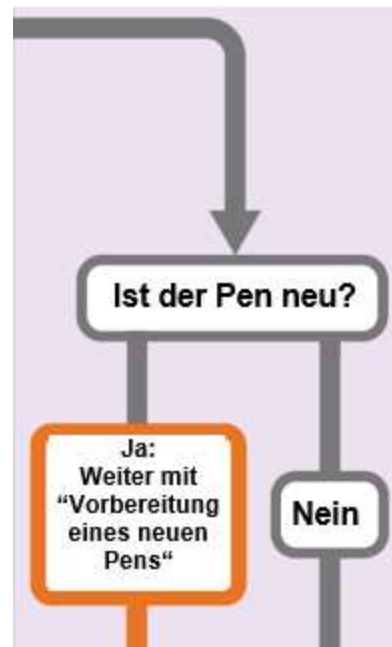 Ist der Pen neu?
Ja:
Weiter mit
“Vorbereitung
eines neuen
Pens“
Nein